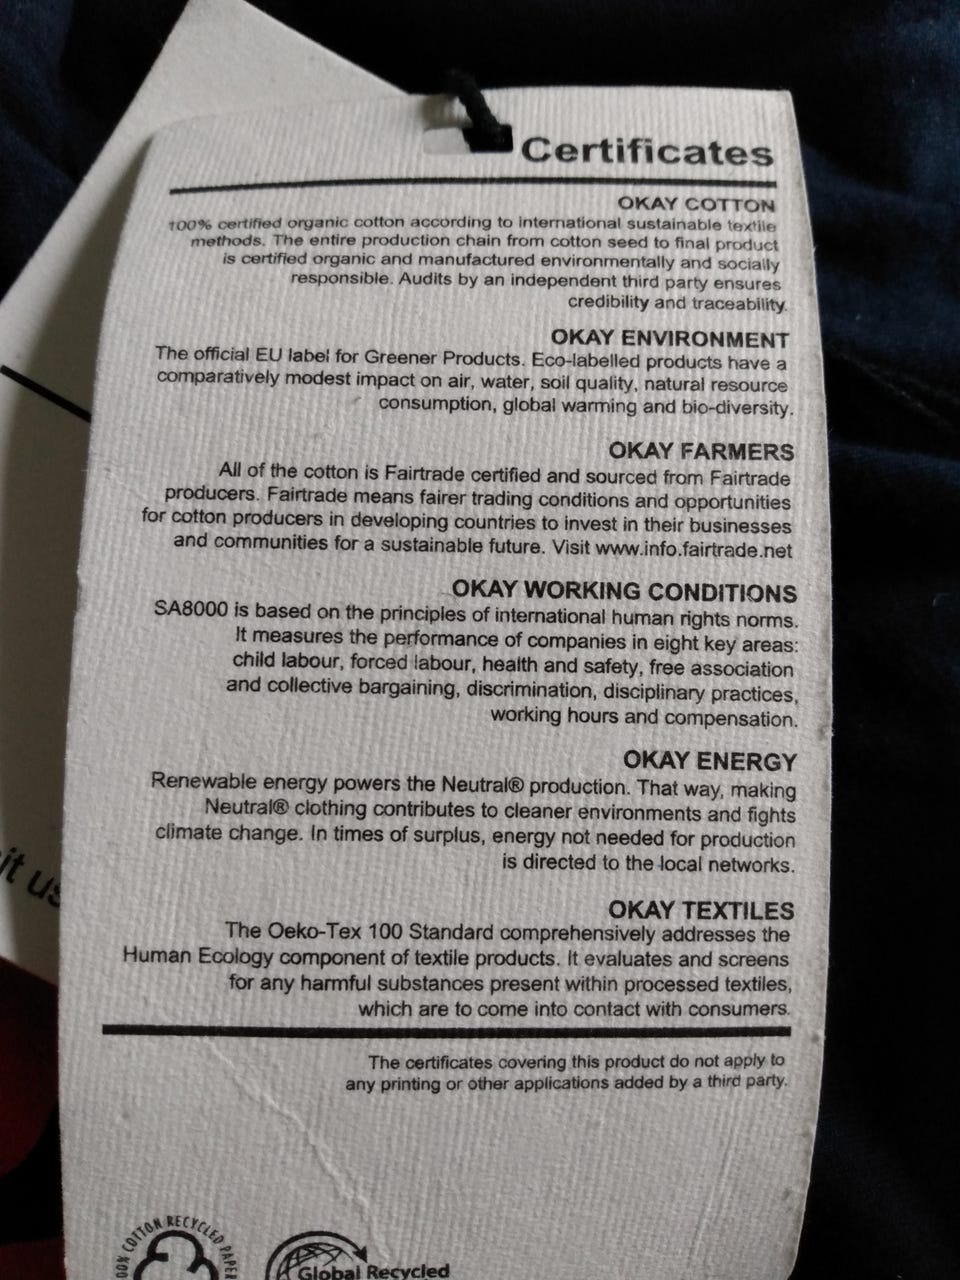 Certificates
OKAY COTTON
100% certified organic cotton according to international sustainable textile
methods. The entire production chain from cotton seed to final product
is certified organic and manufactured environmentally and socially
responsible. Audits by an independent third party ensures
credibility and traceability.
OKAY ENVIRONMENT
The official EU label for Greener Products. Eco-labelled products have a
comparatively modest impact on air, water, soil quality, natural resource
consumption, global warming and bio-diversity.
OKAY FARMERS
All of the cotton is Fairtrade certified and sourced from Fairtrade
producers. Fairtrade means fairer trading conditions and opportunities
for cotton producers in developing countries to invest in their businesses
and communities for a sustainable future. Visit www.info.fairtrade.net
OKAY WORKING CONDITIONS
SA8000 is based on the principles of international human rights norms.
It measures the performance of companies in eight key areas:
child labour, forced labour, health and safety, free association
and collective bargaining, discrimination, disciplinary practices,
working hours and compensation.
OKAY ENERGY
Renewable energy powers the Neutral® production. That way, making
Neutral® clothing contributes to cleaner environments and fights
climate change. In times of surplus, energy not needed for production
is directed to the local networks.
it us
OKAY TEXTILES
The Oeko-Tex 100 Standard comprehensively addresses the
Human Ecology component of textile products. It evaluates and screens
for any harmful substances present within processed textiles,
which are to come into contact with consumers.
The certificates covering this product do not apply to
any printing or other applications added by a third party.
00% COTTON RECYCLED PAPER
Global Recycled